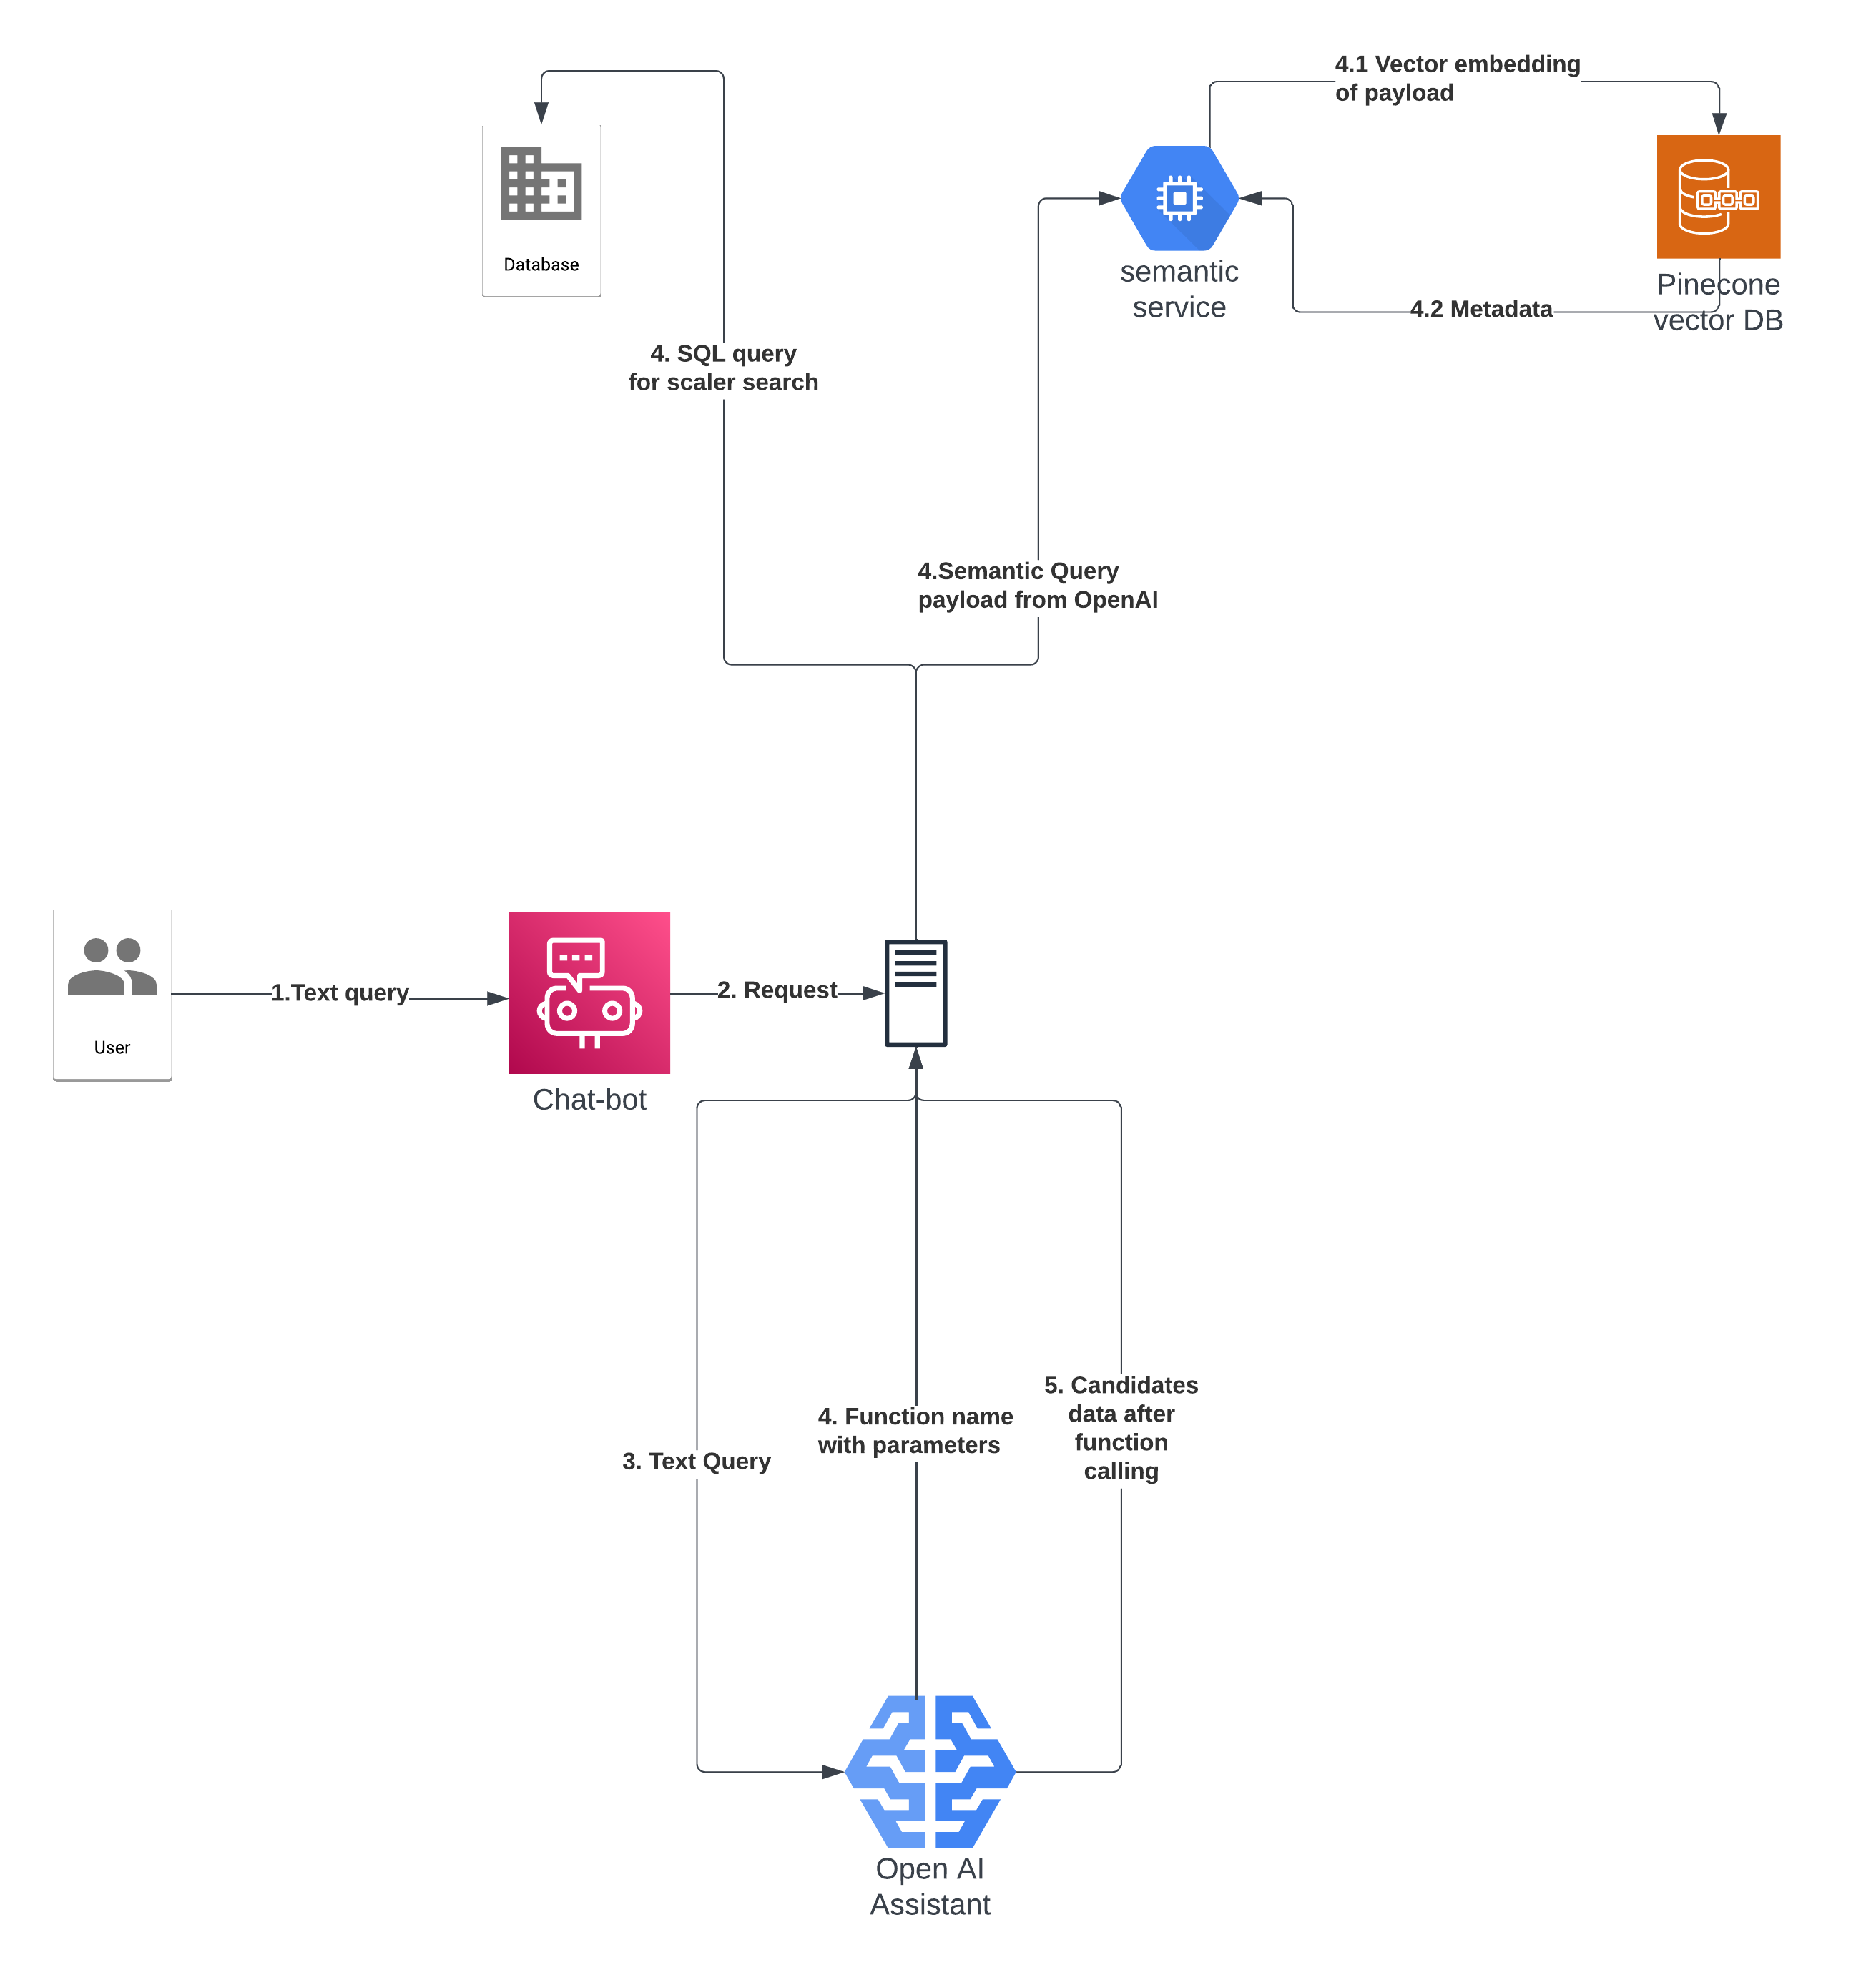 4.1 Vector embedding
of payload
Database
semantic
service
Pinecone
vector DB
4.2 Metadata
4. SQL query
for scaler search
4.Semantic Query
payload from OpenAI
User
1.Text query
Chat-bot
2. Request
3. Text Query
4. Function name
with parameters
5. Candidates
data after
function
calling
Open AI
Assistant